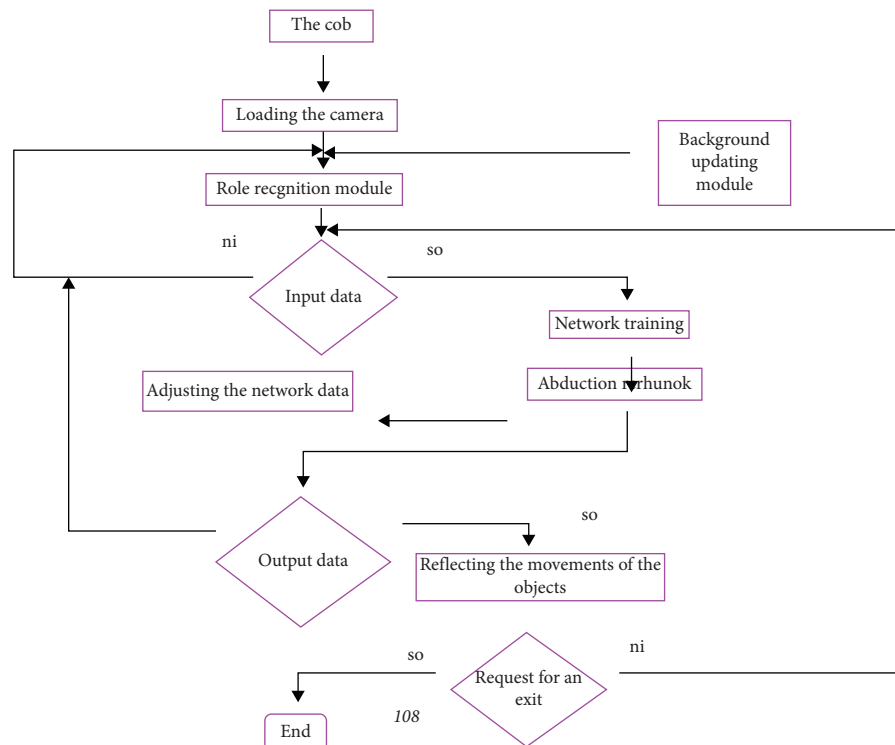 The cob
Loading the camera
Background
updating
module
Role recgnition module
ni
so
Input data
Network training
Adjusting the network data
Abduction
so
Output data
Reflecting the movements of the
objects
so
ni
Request for an
exit
108
End